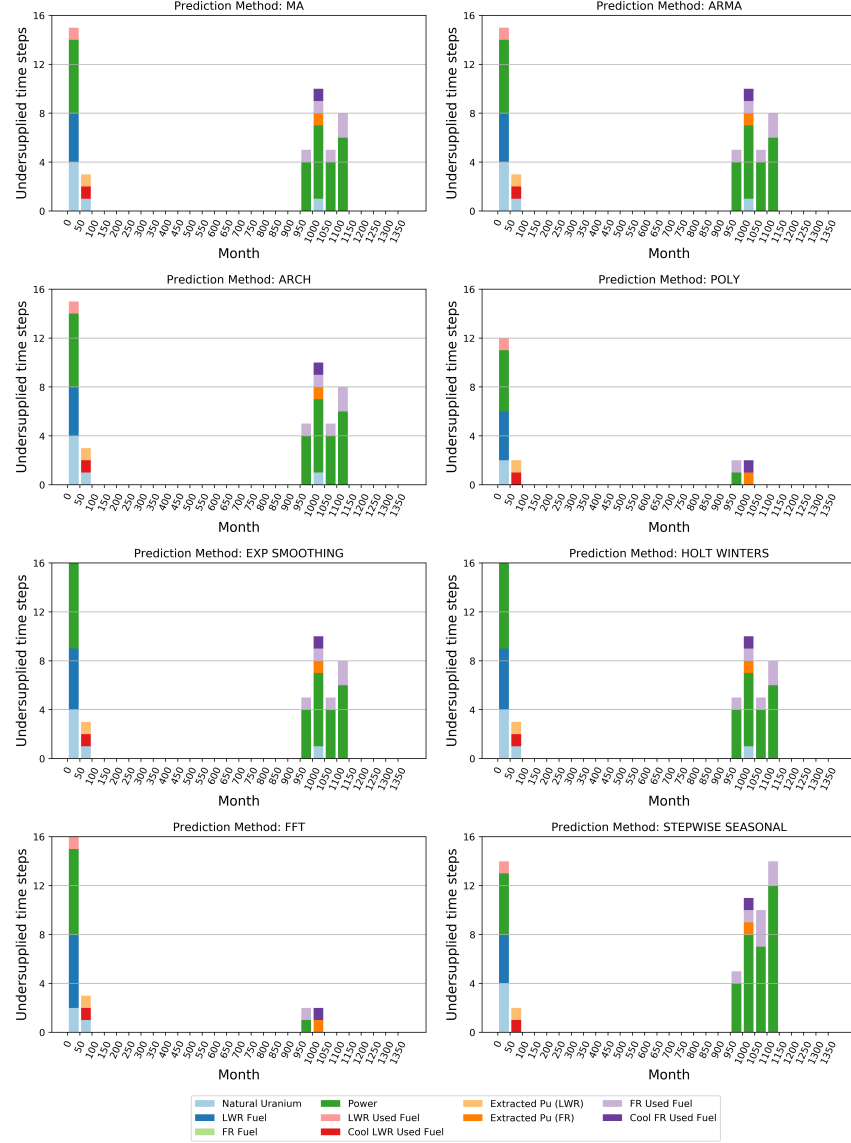 Prediction Method: MA
Undersupplied time steps
16
12
8
4
0
0 50 100 150 200 250 300 350 400 450 500 550 600 650 700 750 800 850 900 950 1000 1050 1100 1150 1200 1250 1300 1350
Month
Prediction Method: ARMA
Undersupplied time steps
16
12
8
4
0
0 50 100 150 200 250 300 350 400 450 500 550 600 650 700 750 800 850 900 950 1000 1050 1100 1150 1200 1250 1300 1350
Month
Prediction Method: ARCH
Undersupplied time steps
16
12
8
4
0
0 50 100 150 200 250 300 350 400 450 500 550 600 650 700 750 800 850 900 950 1000 1050 1100 1150 1200 1250 1300 1350
Month
Prediction Method: POLY
Undersupplied time steps
16
12
8
4
0
0 50 100 150 200 250 300 350 400 450 500 550 600 650 700 750 800 850 900 950 1000 1050 1100 1150 1200 1250 1300 1350
Month
Prediction Method: EXP SMOOTHING
Undersupplied time steps
16
12
8
4
0
0 50 100 150 200 250 300 350 400 450 500 550 600 650 700 750 800 850 900 950 1000 1050 1100 1150 1200 1250 1300 1350
Month
Prediction Method: HOLT WINTERS
Undersupplied time steps
16
12
8
4
0
0 50 100 150 200 250 300 350 400 450 500 550 600 650 700 750 800 850 900 950 1000 1050 1100 1150 1200 1250 1300 1350
Month
Prediction Method: FFT
Undersupplied time steps
16
12
8
4
0
0 50 100 150 200 250 300 350 400 450 500 550 600 650 700 750 800 850 900 950 1000 1050 1100 1150 1200 1250 1300 1350
Month
Prediction Method: STEPWISE SEASONAL
Undersupplied time steps
16
12
8
4
0
0 50 100 150 200 250 300 350 400 450 500 550 600 650 700 750 800 850 900 950 1000 1050 1100 1150 1200 1250 1300 1350
Month
Natural Uranium
LWR Fuel
FR Fuel
Power
LWR Used Fuel
Cool LWR Used Fuel
Extracted Pu (LWR)
Extracted Pu (FR)
FR Used Fuel
Cool FR Used Fuel